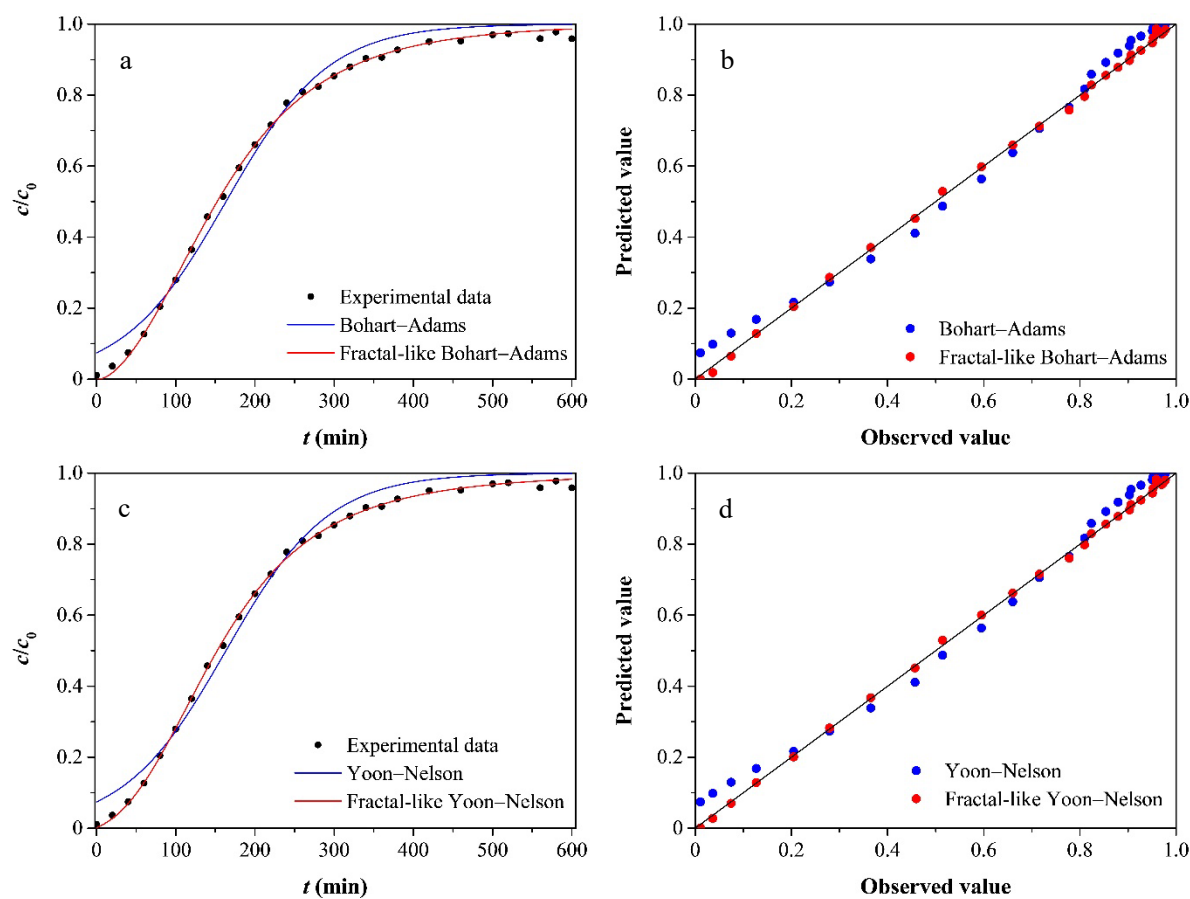 a
1.0
0.8
0.6
0.4
0.2
0
c/c₀
Experimental data
Bohart–Adams
Fractal-like Bohart–Adams
0 100 200 300 400 500 600
t (min)
b
1.0
0.8
0.6
0.4
0.2
0
Predicted value
Bohart–Adams
Fractal-like Bohart–Adams
0 0.2 0.4 0.6 0.8 1.0
Observed value
c
1.0
0.8
0.6
0.4
0.2
0
c/c₀
Experimental data
Yoon–Nelson
Fractal-like Yoon–Nelson
0 100 200 300 400 500 600
t (min)
d
1.0
0.8
0.6
0.4
0.2
0
Predicted value
Yoon–Nelson
Fractal-like Yoon–Nelson
0 0.2 0.4 0.6 0.8 1.0
Observed value